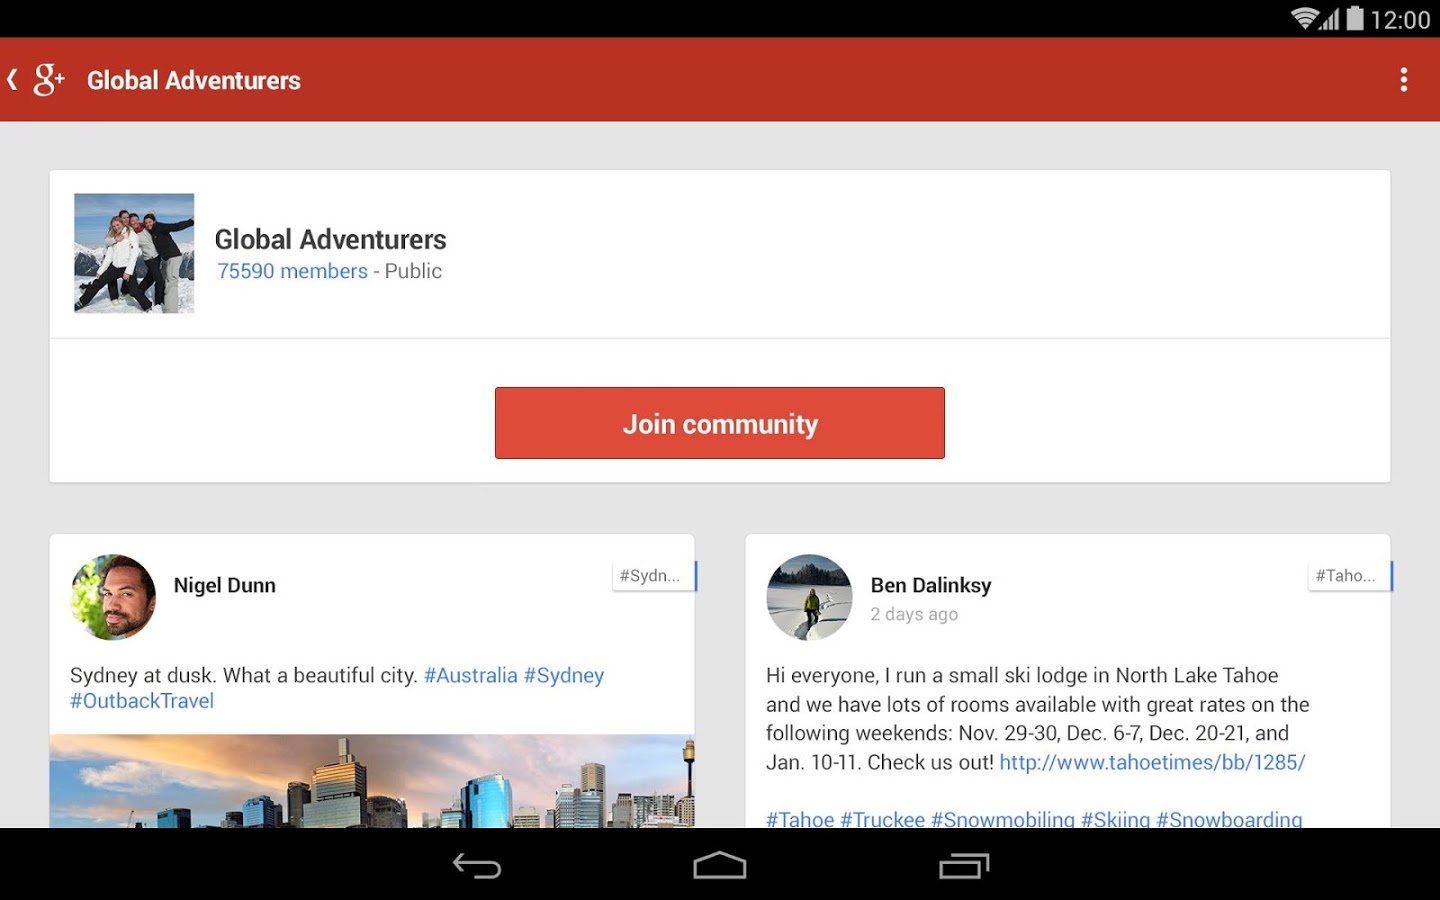 12:00
g+ Global Adventurers
Global Adventurers
75590 members - Public
Join community
Nigel Dunn
#Sydn...
Sydney at dusk. What a beautiful city. #Australia #Sydney
#OutbackTravel
Ben Dalinksy
#Taho...
2 days ago
Hi everyone, I run a small ski lodge in North Lake Tahoe
and we have lots of rooms available with great rates on the
following weekends: Nov. 29-30, Dec. 6-7, Dec. 20-21, and
Jan. 10-11. Check us out! http://www.tahoetimes/bb/1285/
#Tahoe #Truckee #Snowmobiling #Skiing #Snowboarding